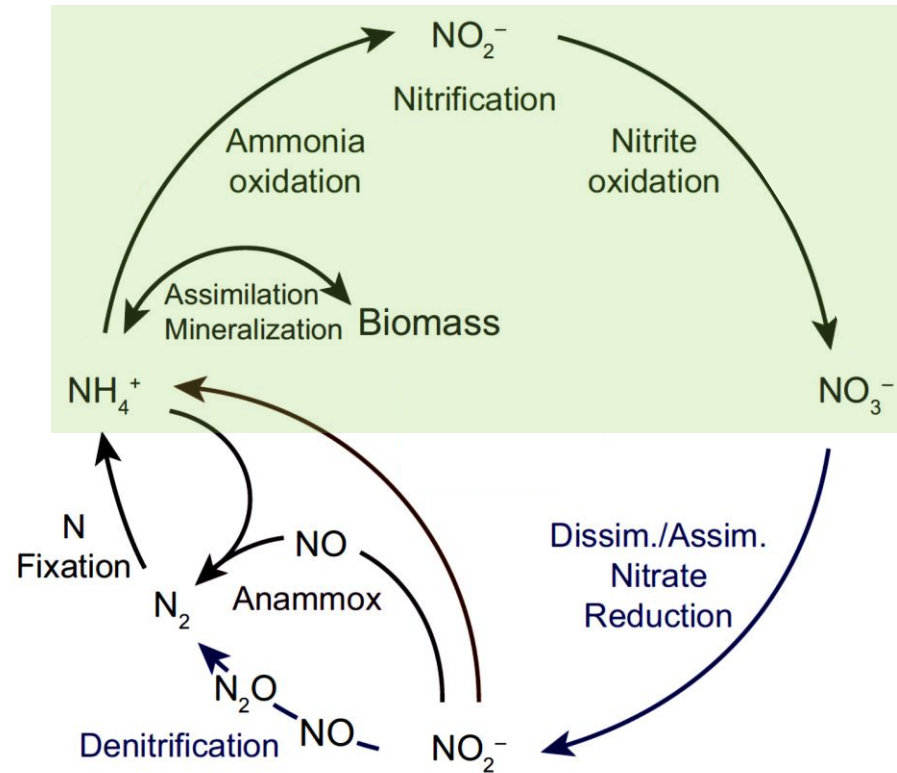 NO₂⁻
Nitrification
Ammonia
oxidation
Nitrite
oxidation
Assimilation
Mineralization
Biomass
NH₄⁺
NO₃⁻
N
Fixation
NO
Anammox
N₂
Dissim./Assim.
Nitrate
Reduction
N₂O
NO
Denitrification
NO₂⁻